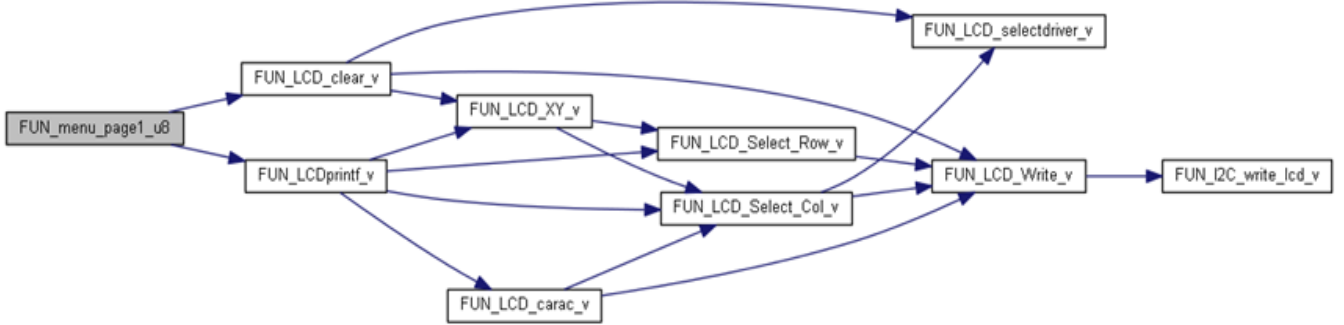 FUN_LCD_selectdriver_v
FUN_LCD_clear_v
FUN_LCD_XY_v
FUN_menu_page1_u8
FUN_LCD_Select_Row_v
FUN_LCDprintf_v
FUN_LCD_Write_v
FUN_I2C_write_lcd_v
FUN_LCD_Select_Col_v
FUN_LCD_carac_v